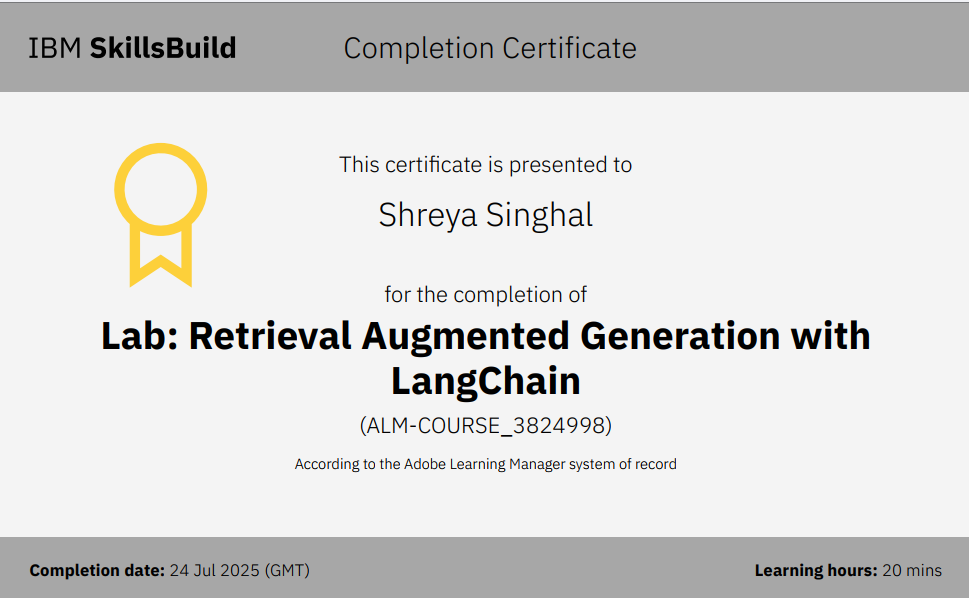 IBM SkillsBuild
Completion Certificate
This certificate is presented to
Shreya Singhal
for the completion of
Lab: Retrieval Augmented Generation with
LangChain
(ALM-COURSE_3824998)
According to the Adobe Learning Manager system of record
Completion date: 24 Jul 2025 (GMT)
Learning hours: 20 mins